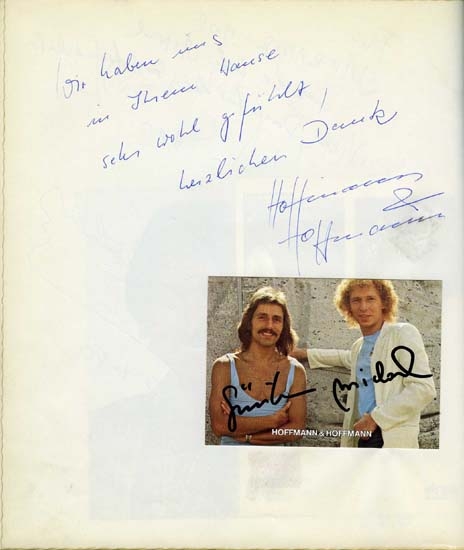 Wir haben uns
in Ihrem Hause
sehr wohl gefühlt!
herzlichen Dank
Hoffmann
&
Hoffmann
Günter Michael
HOFFMANN & HOFFMANN